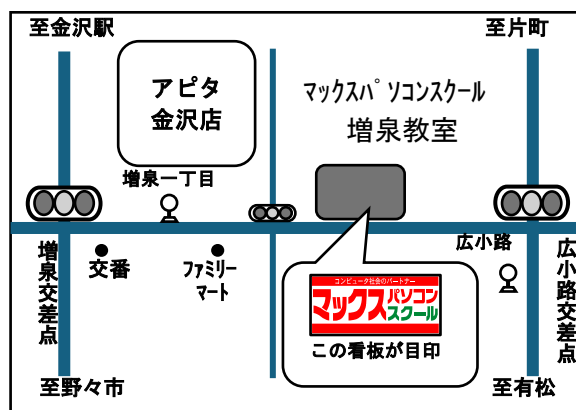 至金沢駅
至片町
アピタ
金沢店
マックスパソコンスクール
増泉教室
増泉一丁目
広小路
増泉交差点
交番
ファミリー
マート
コンピュータ社会のパートナー
マックス パソコン
スクール
この看板が目印
広小路交差点
至野々市
至有松